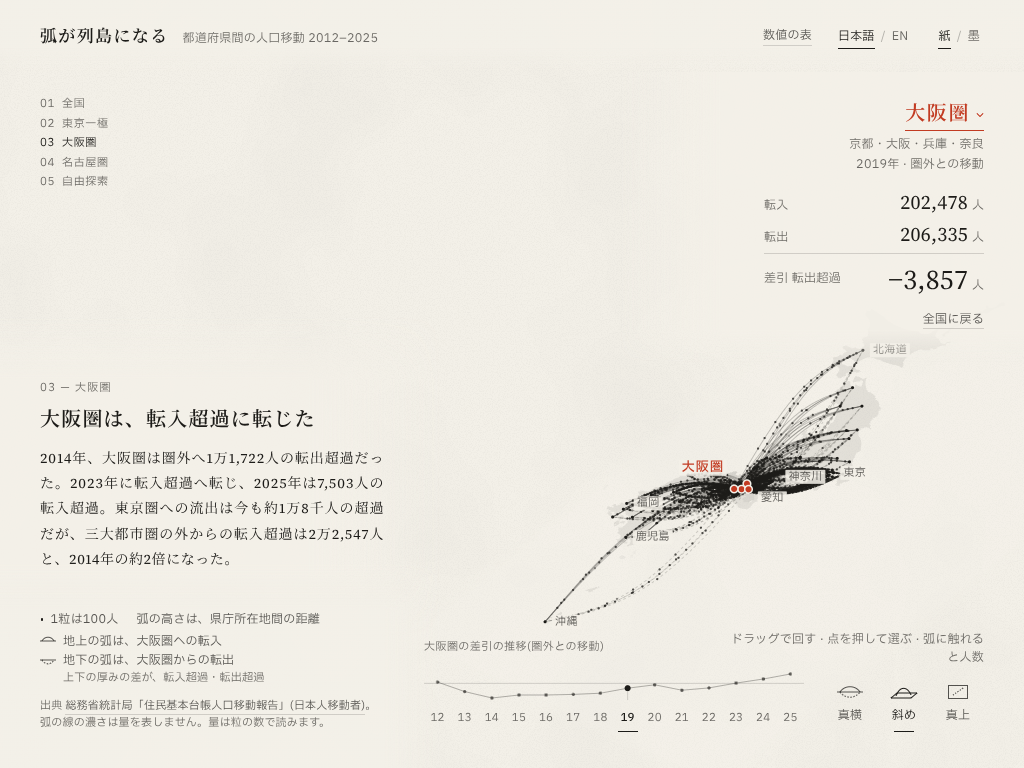 弧が列島になる 都道府県間の人口移動 2012–2025
数値の表 日本語 / EN 紙 / 墨
01 全国
02 東京一極
03 大阪圏
04 名古屋圏
05 自由探索
大阪圏
京都・大阪・兵庫・奈良
2019年・圏外との移動
転入 202,478 人
転出 206,335 人
差引 転出超過 −3,857 人
全国に戻る
北海道
大阪圏
東京
神奈川
愛知
福岡
鹿児島
沖縄
03 — 大阪圏
大阪圏は、転入超過に転じた
2014年、大阪圏は圏外へ1万1,722人の転出超過だっ
た。2023年に転入超過へ転じ、2025年は7,503人の
転入超過。東京圏への流出は今も約1万8千人の超過
だが、三大都市圏の外からの転入超過は2万2,547人
と、2014年の約2倍になった。
1粒は100人 弧の高さは、県庁所在地間の距離
地上の弧は、大阪圏への転入
地下の弧は、大阪圏からの転出
上下の厚みの差が、転入超過・転出超過
出典 総務省統計局「住民基本台帳人口移動報告」(日本人移動者)。
弧の線の濃さは量を表しません。量は粒の数で読みます。
大阪圏の差引の推移(圏外との移動)
12 13 14 15 16 17 18 19 20 21 22 23 24 25
ドラッグで回す・点を押して選ぶ・弧に触れる
と人数
真横 斜め 真上